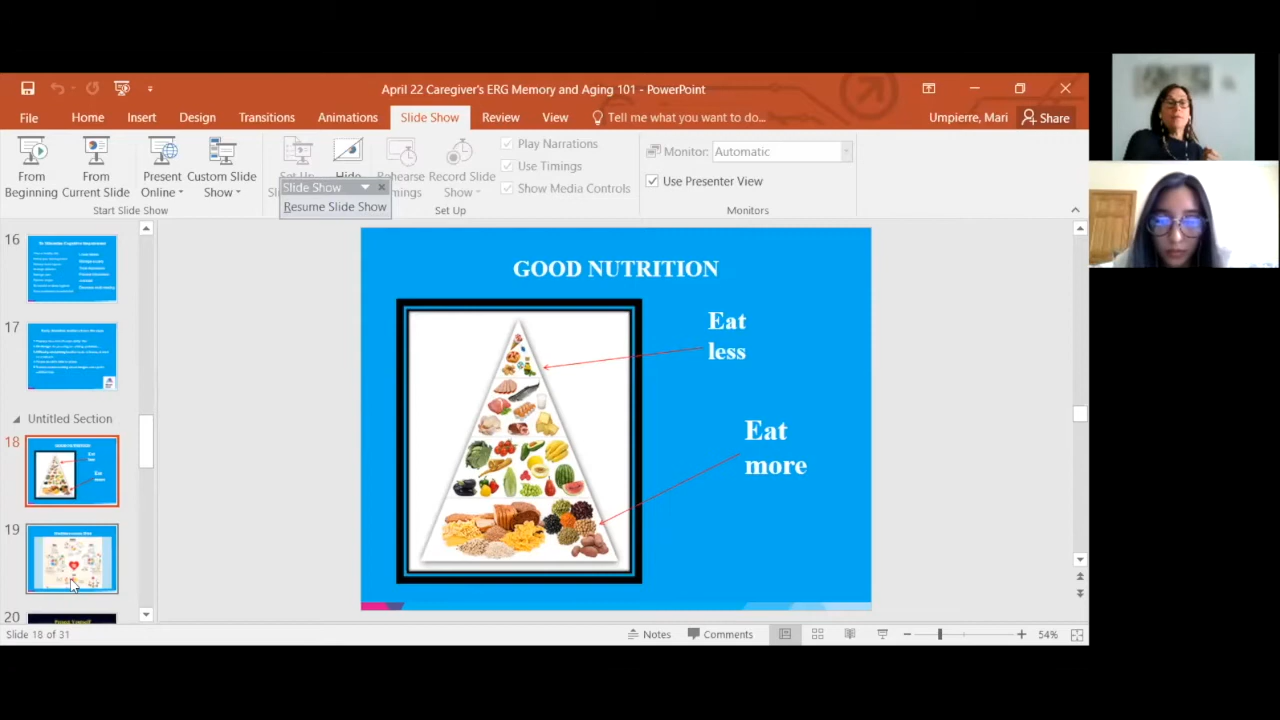 April 22 Caregiver's ERG Memory and Aging 101 - PowerPoint
File Home Insert Design Transitions Animations Slide Show Review View Tell me what you want to do... Umpierre, Mari Share
From Beginning
From Current Slide
Present Online
Custom Slide Show
Set Up
Hide
Rehearse
Record Slide Show
Play Narrations
Use Timings
Show Media Controls
Monitor: Automatic
Use Presenter View
Slide Show
Resume Slide Show
Start Slide Show
Set Up
Monitors
16
17
Untitled Section
18
19
20
GOOD NUTRITION
Eat
less
Eat
more
Slide 18 of 31
Notes Comments 54%